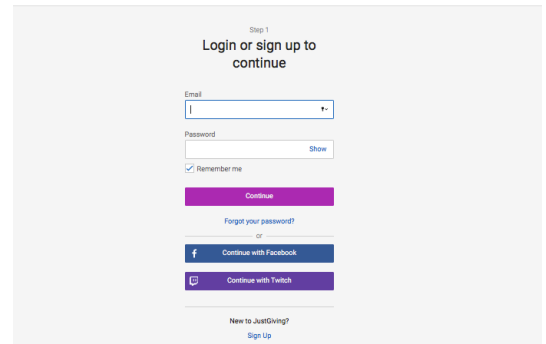 Step 1
Login or sign up to
continue
Email
Password
Show
Remember me
Continue
Forgot your password?
or
Continue with Facebook
Continue with Twitch
New to JustGiving?
Sign Up